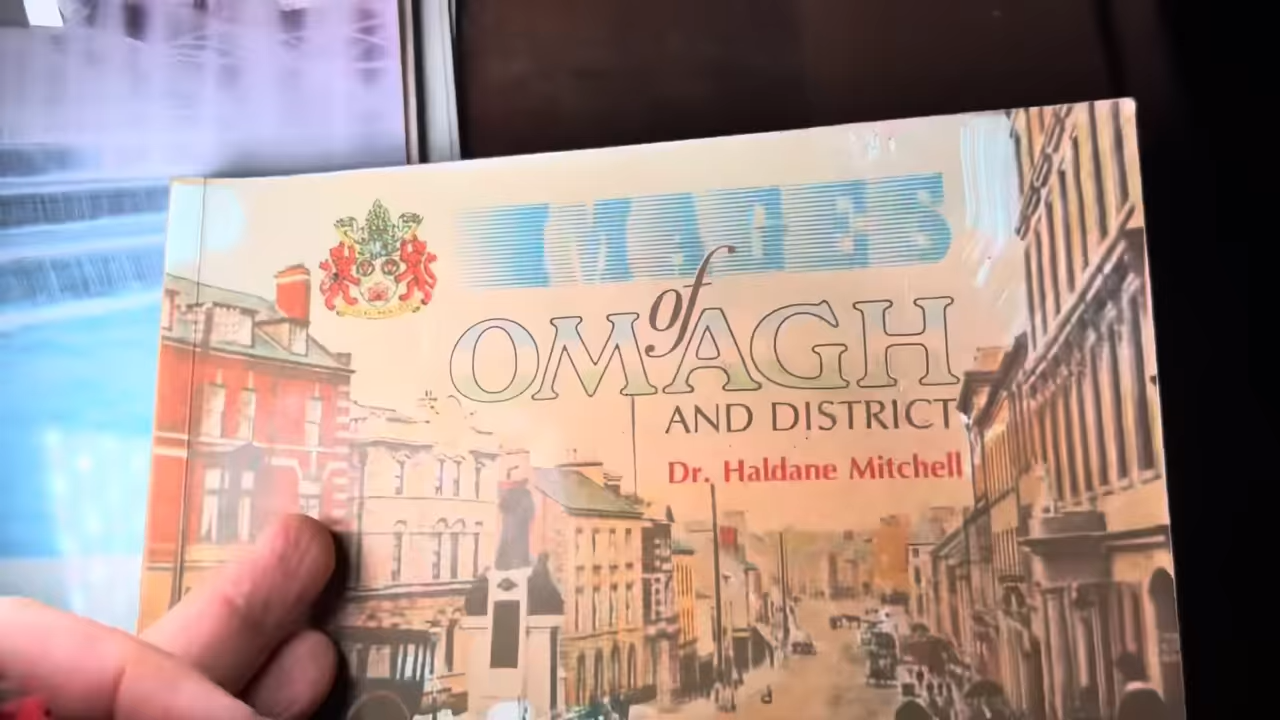 IMAGES
of
OMAGH
AND DISTRICT
Dr. Haldane Mitchell